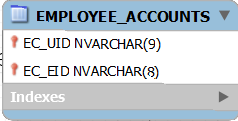 EMPLOYEE_ACCOUNTS
EC_UID NVARCHAR(9)
EC_EID NVARCHAR(8)
Indexes